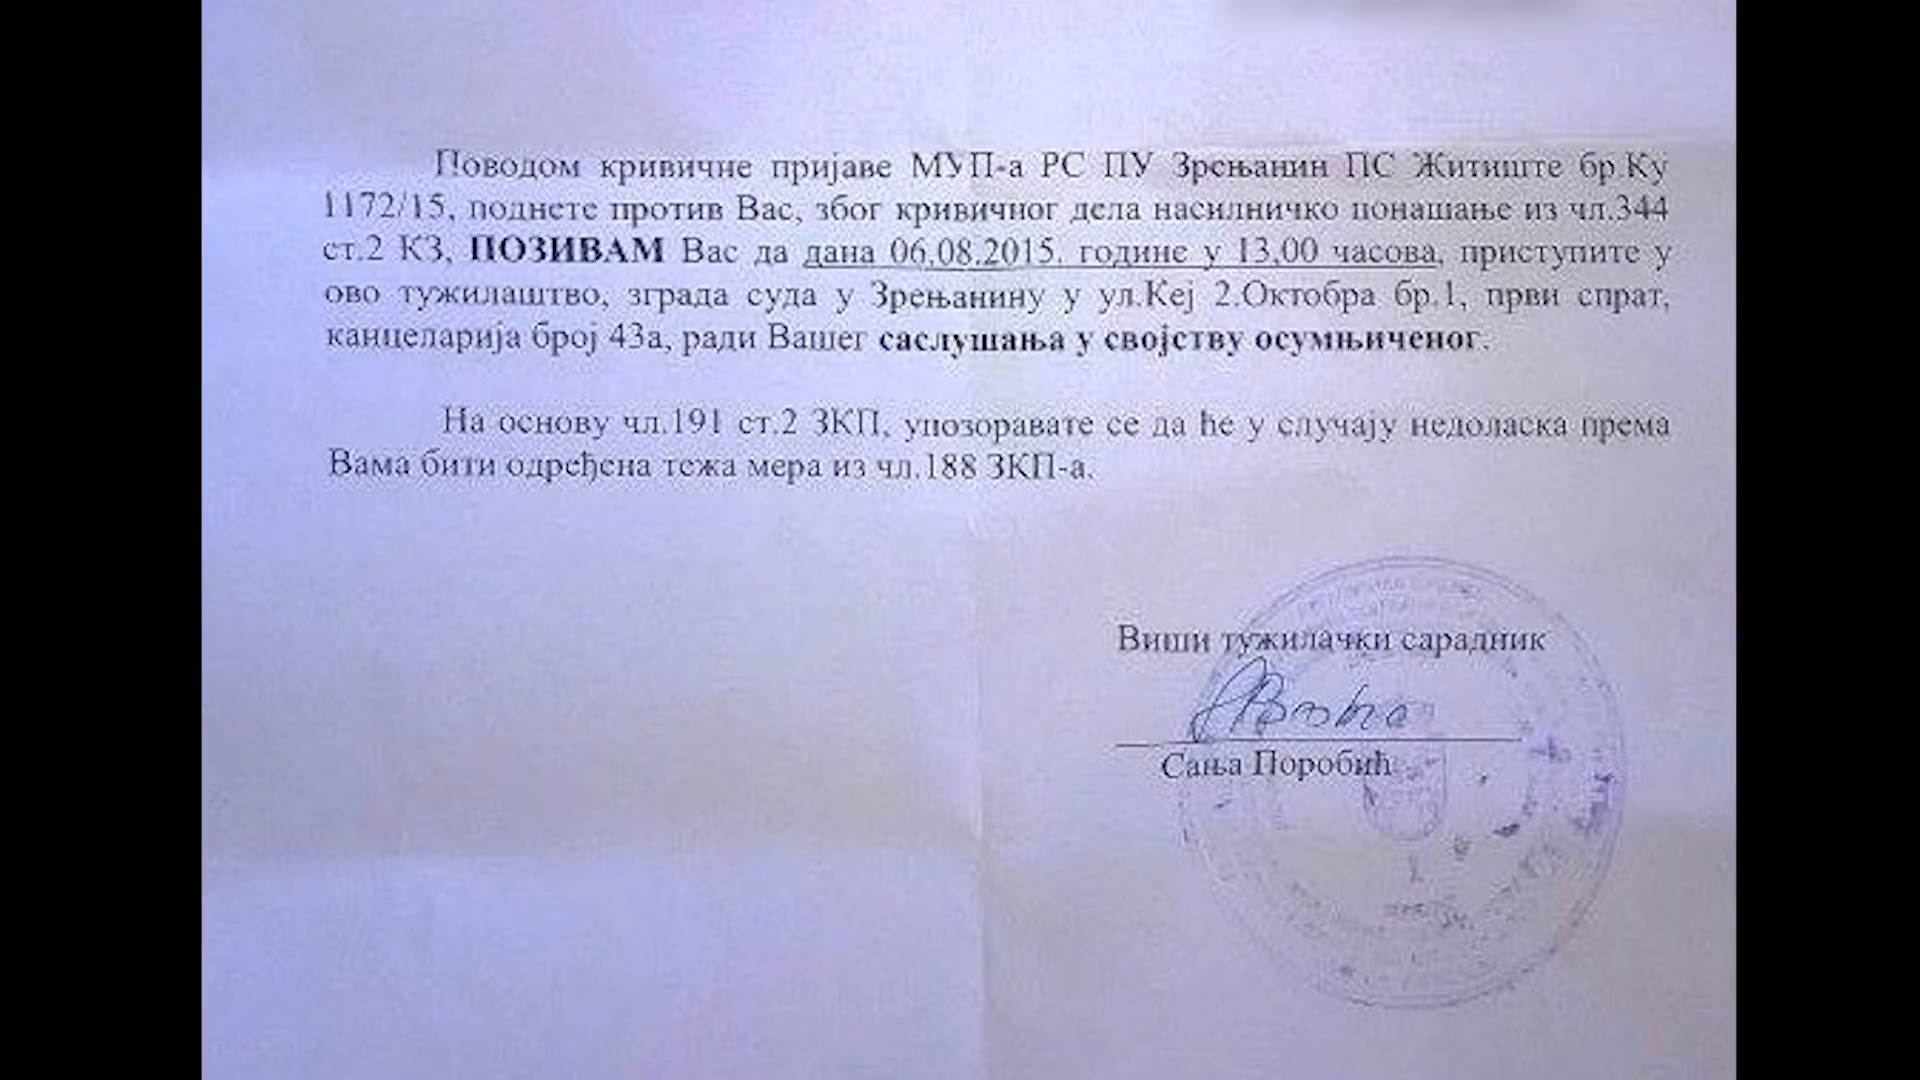 Поводом кривичне пријаве МУП-а РС ПУ Зрењанин ПС Житиште бр.Ку
1172/15, поднете против Вас, због кривичног дела насилничко понашање из чл.344
ст.2 КЗ, ПОЗИВАМ Вас да дана 06.08.2015. године у 13,00 часова, приступите у
ово тужилаштво, зграда суда у Зрењанину у ул.Кеј 2.Октобра бр.1, први спрат,
канцеларија број 43а, ради Вашег саслушања у својству осумњиченог.
На основу чл.191 ст.2 ЗКП, упозоравате се да ће у случају недоласка према
Вама бити одређена тежа мера из чл.188 ЗКП-а.
Виши тужилачки сарадник
Сања Поробић